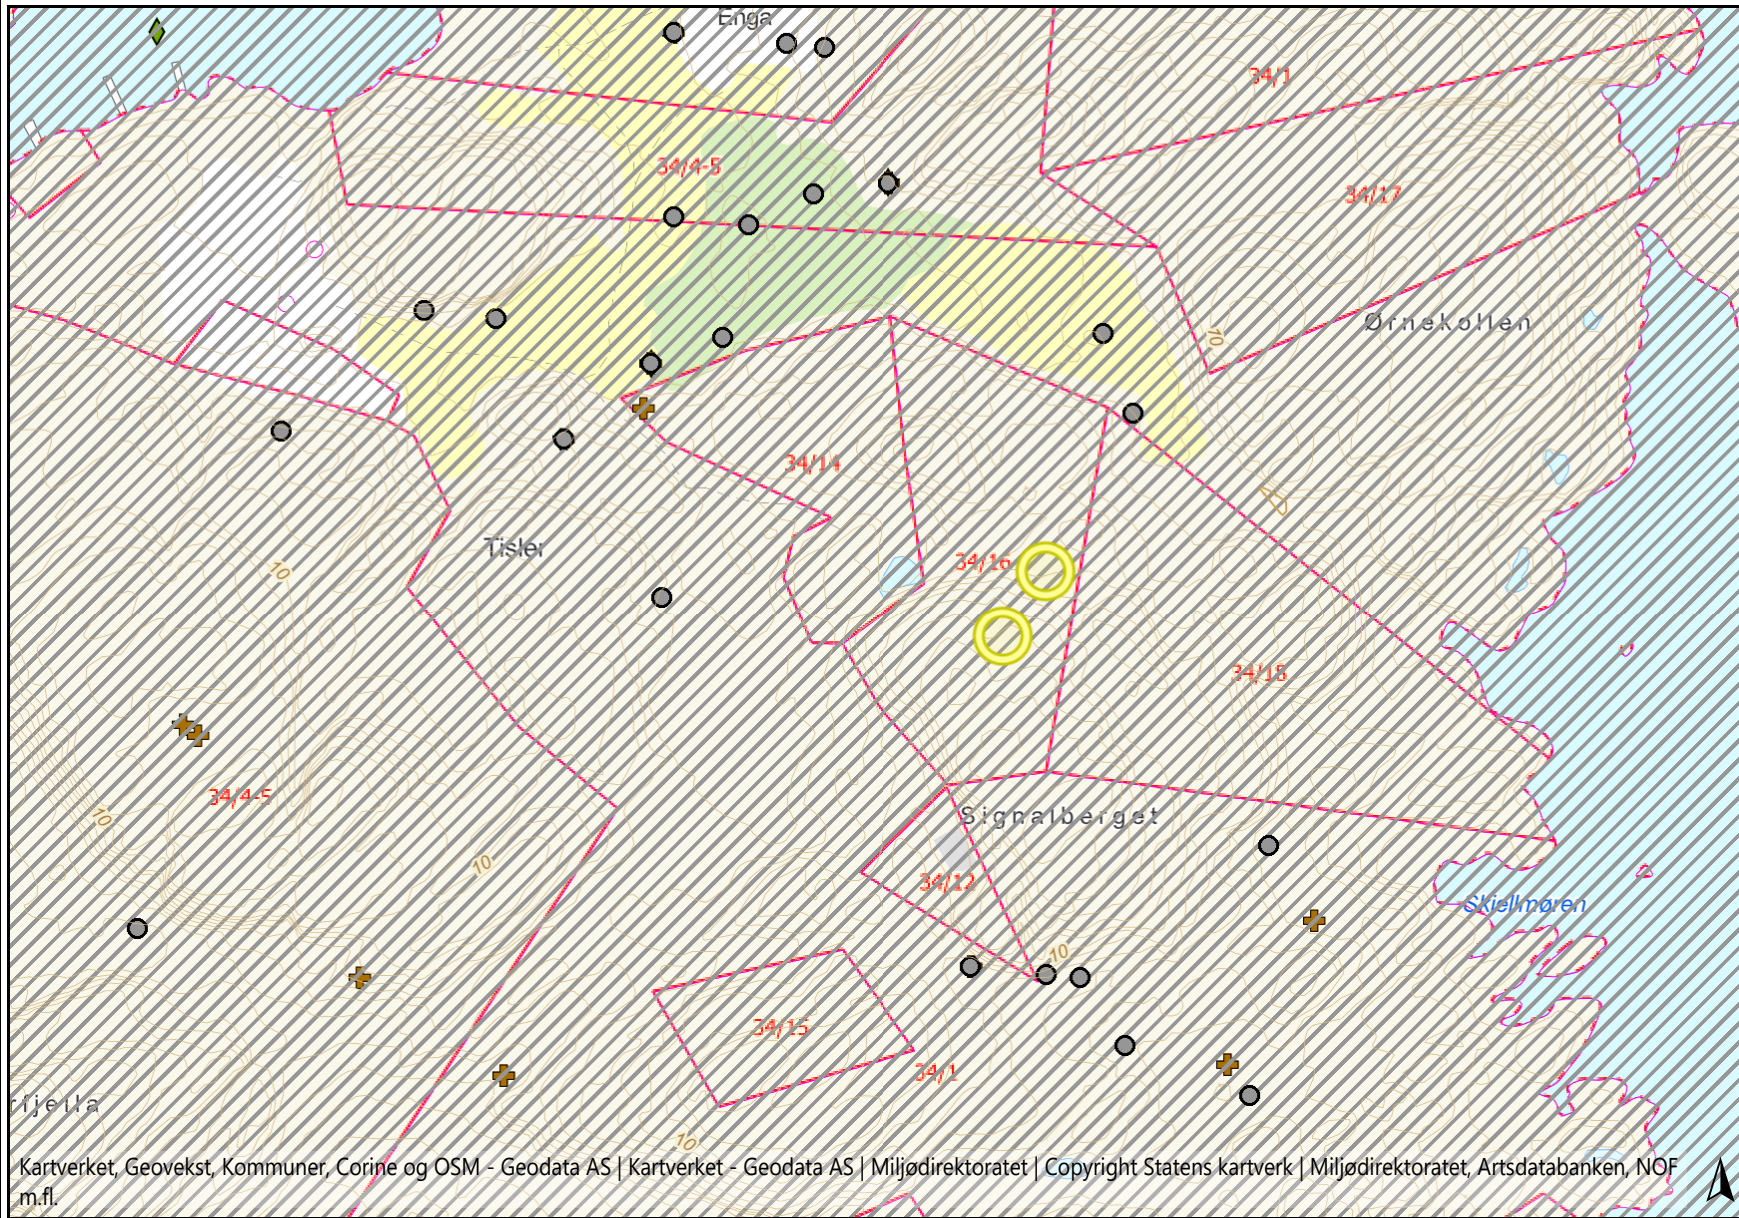 Enga
34/1
34/4-5
34/17
Ørnekollen
10
34/14
Tisler
34/16
10
34/15
34/4-5
Signalberget
10
10
34/12
Skjellmøren
10
34/15
34/1
rfjella
10
Kartverket, Geovekst, Kommuner, Corine og OSM - Geodata AS | Kartverket - Geodata AS | Miljødirektoratet | Copyright Statens kartverk | Miljødirektoratet, Artsdatabanken, NOF
m.fl.